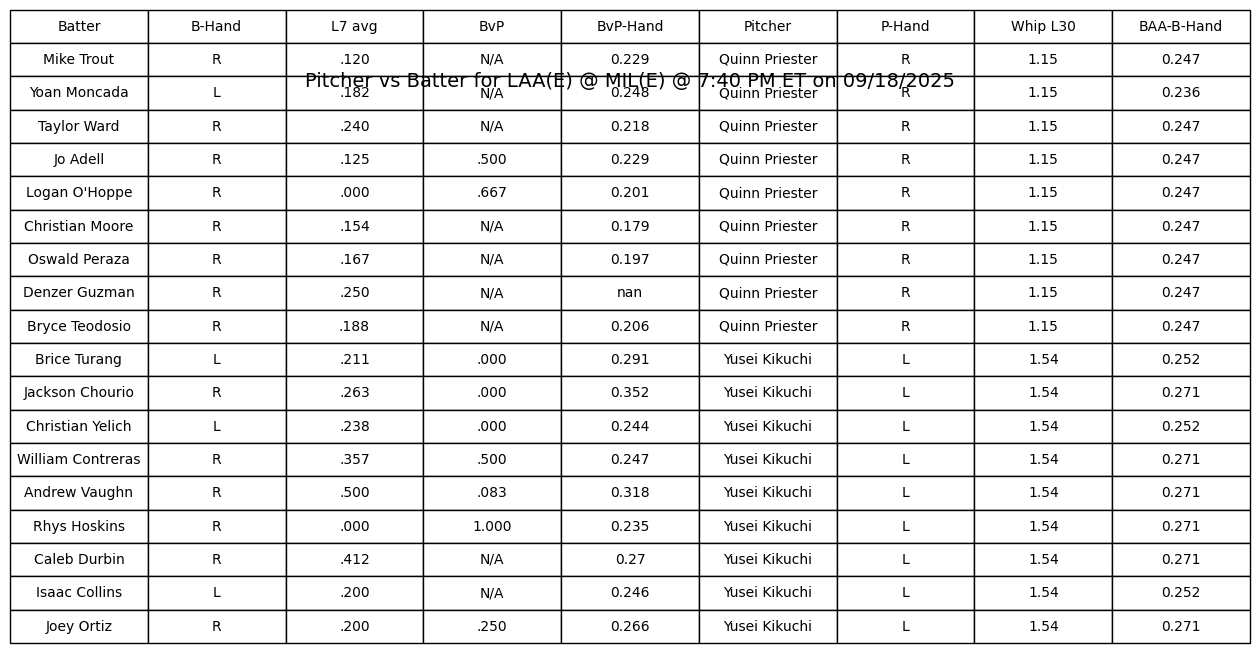 Batter B-Hand L7 avg BvP BvP-Hand Pitcher P-Hand Whip L30 BAA-B-Hand
Mike Trout R .120 N/A 0.229 Quinn Priester R 1.15 0.247
Pitcher vs Batter for LAA(E) @ MIL(E) @ 7:40 PM ET on 09/18/2025
Yoan Moncada L .182 N/A 0.248 Quinn Priester R 1.15 0.236
Taylor Ward R .240 N/A 0.218 Quinn Priester R 1.15 0.247
Jo Adell R .125 .500 0.229 Quinn Priester R 1.15 0.247
Logan O'Hoppe R .000 .667 0.201 Quinn Priester R 1.15 0.247
Christian Moore R .154 N/A 0.179 Quinn Priester R 1.15 0.247
Oswald Peraza R .167 N/A 0.197 Quinn Priester R 1.15 0.247
Denzer Guzman R .250 N/A nan Quinn Priester R 1.15 0.247
Bryce Teodosio R .188 N/A 0.206 Quinn Priester R 1.15 0.247
Brice Turang L .211 .000 0.291 Yusei Kikuchi L 1.54 0.252
Jackson Chourio R .263 .000 0.352 Yusei Kikuchi L 1.54 0.271
Christian Yelich L .238 .000 0.244 Yusei Kikuchi L 1.54 0.252
William Contreras R .357 .500 0.247 Yusei Kikuchi L 1.54 0.271
Andrew Vaughn R .500 .083 0.318 Yusei Kikuchi L 1.54 0.271
Rhys Hoskins R .000 1.000 0.235 Yusei Kikuchi L 1.54 0.271
Caleb Durbin R .412 N/A 0.27 Yusei Kikuchi L 1.54 0.271
Isaac Collins L .200 N/A 0.246 Yusei Kikuchi L 1.54 0.252
Joey Ortiz R .200 .250 0.266 Yusei Kikuchi L 1.54 0.271